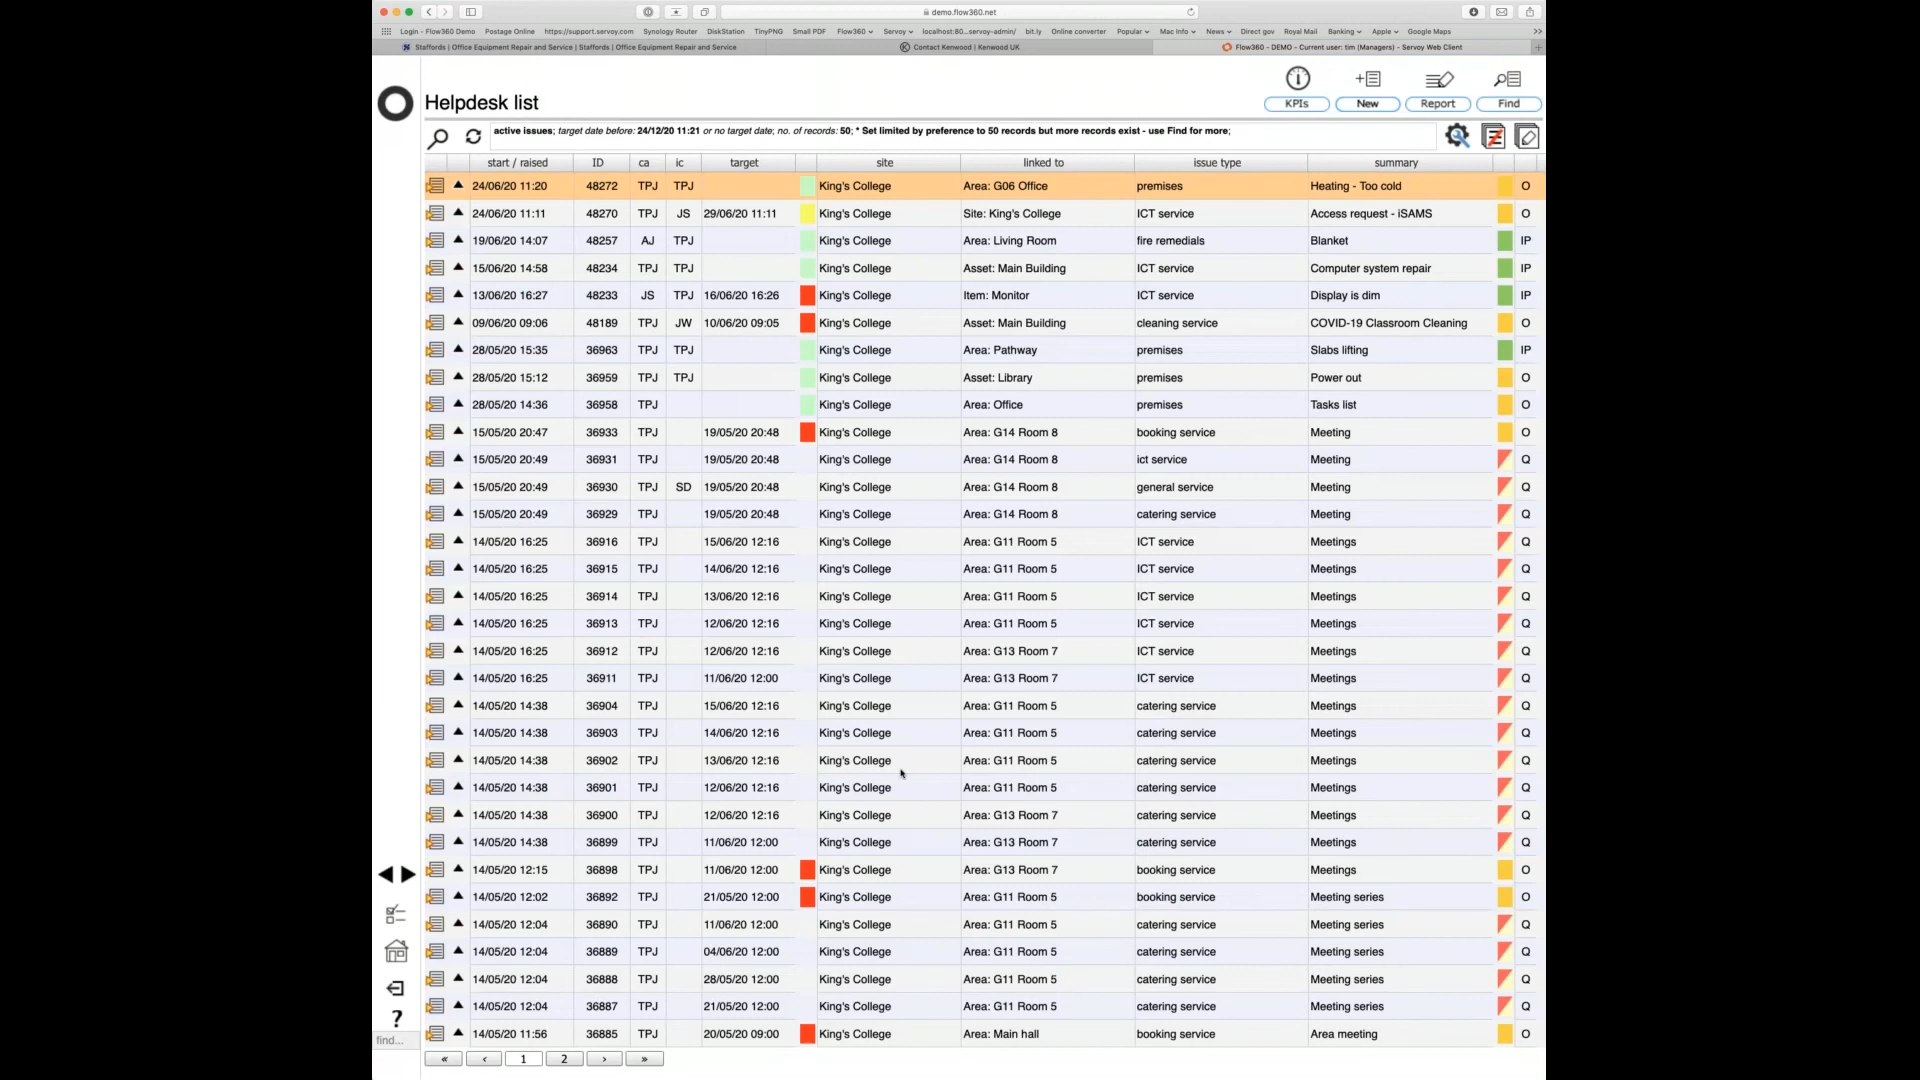 demo.flow360.net
Login - Flow360 Demo Postage Online https://support.servoy.com Synology Router DiskStation TinyPNG Small PDF Flow360 Servoy localhost:80...servoy-admin/ bit.ly Online converter Popular Mac Info News Direct gov Royal Mail Banking Apple Google Maps
Staffords | Office Equipment Repair and Service | Staffords | Office Equipment Repair and Service Contact Kenwood | Kenwood UK Flow360 - DEMO - Current user: tim (Managers) - Servoy Web Client
Helpdesk list
KPIs New Report Find
active issues; target date before: 24/12/20 11:21 or no target date; no. of records: 50; * Set limited by preference to 50 records but more records exist - use Find for more;
start / raised ID ca ic target site linked to issue type summary
24/06/20 11:20 48272 TPJ TPJ King's College Area: G06 Office premises Heating - Too cold O
24/06/20 11:11 48270 TPJ JS 29/06/20 11:11 King's College Site: King's College ICT service Access request - iSAMS O
19/06/20 14:07 48257 AJ TPJ King's College Area: Living Room fire remedials Blanket IP
15/06/20 14:58 48234 TPJ TPJ King's College Asset: Main Building ICT service Computer system repair IP
13/06/20 16:27 48233 JS TPJ 16/06/20 16:26 King's College Item: Monitor ICT service Display is dim IP
09/06/20 09:06 48189 TPJ JW 10/06/20 09:05 King's College Asset: Main Building cleaning service COVID-19 Classroom Cleaning O
28/05/20 15:35 36963 TPJ TPJ King's College Area: Pathway premises Slabs lifting IP
28/05/20 15:12 36959 TPJ TPJ King's College Asset: Library premises Power out O
28/05/20 14:36 36958 TPJ King's College Area: Office premises Tasks list O
15/05/20 20:47 36933 TPJ 19/05/20 20:48 King's College Area: G14 Room 8 booking service Meeting O
15/05/20 20:49 36931 TPJ 19/05/20 20:48 King's College Area: G14 Room 8 ict service Meeting Q
15/05/20 20:49 36930 TPJ SD 19/05/20 20:48 King's College Area: G14 Room 8 general service Meeting Q
15/05/20 20:49 36929 TPJ 19/05/20 20:48 King's College Area: G14 Room 8 catering service Meeting Q
14/05/20 16:25 36916 TPJ 15/06/20 12:16 King's College Area: G11 Room 5 ICT service Meetings Q
14/05/20 16:25 36915 TPJ 14/06/20 12:16 King's College Area: G11 Room 5 ICT service Meetings Q
14/05/20 16:25 36914 TPJ 13/06/20 12:16 King's College Area: G11 Room 5 ICT service Meetings Q
14/05/20 16:25 36913 TPJ 12/06/20 12:16 King's College Area: G11 Room 5 ICT service Meetings Q
14/05/20 16:25 36912 TPJ 12/06/20 12:16 King's College Area: G13 Room 7 ICT service Meetings Q
14/05/20 16:25 36911 TPJ 11/06/20 12:00 King's College Area: G13 Room 7 ICT service Meetings Q
14/05/20 14:38 36904 TPJ 15/06/20 12:16 King's College Area: G11 Room 5 catering service Meetings Q
14/05/20 14:38 36903 TPJ 14/06/20 12:16 King's College Area: G11 Room 5 catering service Meetings Q
14/05/20 14:38 36902 TPJ 13/06/20 12:16 King's College Area: G11 Room 5 catering service Meetings Q
14/05/20 14:38 36901 TPJ 12/06/20 12:16 King's College Area: G11 Room 5 catering service Meetings Q
14/05/20 14:38 36900 TPJ 12/06/20 12:16 King's College Area: G13 Room 7 catering service Meetings Q
14/05/20 14:38 36899 TPJ 11/06/20 12:00 King's College Area: G13 Room 7 catering service Meetings Q
14/05/20 12:15 36898 TPJ 11/06/20 12:00 King's College Area: G13 Room 7 booking service Meetings O
14/05/20 12:02 36892 TPJ 21/05/20 12:00 King's College Area: G11 Room 5 booking service Meeting series O
14/05/20 12:04 36890 TPJ 11/06/20 12:00 King's College Area: G11 Room 5 catering service Meeting series Q
14/05/20 12:04 36889 TPJ 04/06/20 12:00 King's College Area: G11 Room 5 catering service Meeting series Q
14/05/20 12:04 36888 TPJ 28/05/20 12:00 King's College Area: G11 Room 5 catering service Meeting series Q
14/05/20 12:04 36887 TPJ 21/05/20 12:00 King's College Area: G11 Room 5 catering service Meeting series Q
14/05/20 11:56 36885 TPJ 20/05/20 09:00 King's College Area: Main hall booking service Area meeting O
?
find...
« ‹ 1 2 › »